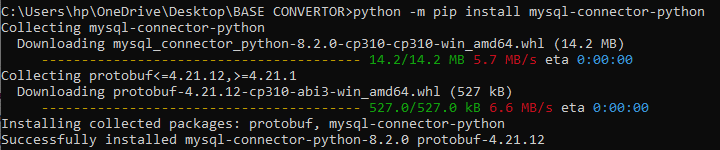 C:\Users\hp\OneDrive\Desktop\BASE CONVERTOR>python -m pip install mysql-connector-python
Collecting mysql-connector-python
  Downloading mysql_connector_python-8.2.0-cp310-cp310-win_amd64.whl (14.2 MB)
     ---------------------------------------- 14.2/14.2 MB 5.7 MB/s eta 0:00:00
Collecting protobuf<=4.21.12,>=4.21.1
  Downloading protobuf-4.21.12-cp310-abi3-win_amd64.whl (527 kB)
     ---------------------------------------- 527.0/527.0 kB 6.6 MB/s eta 0:00:00
Installing collected packages: protobuf, mysql-connector-python
Successfully installed mysql-connector-python-8.2.0 protobuf-4.21.12